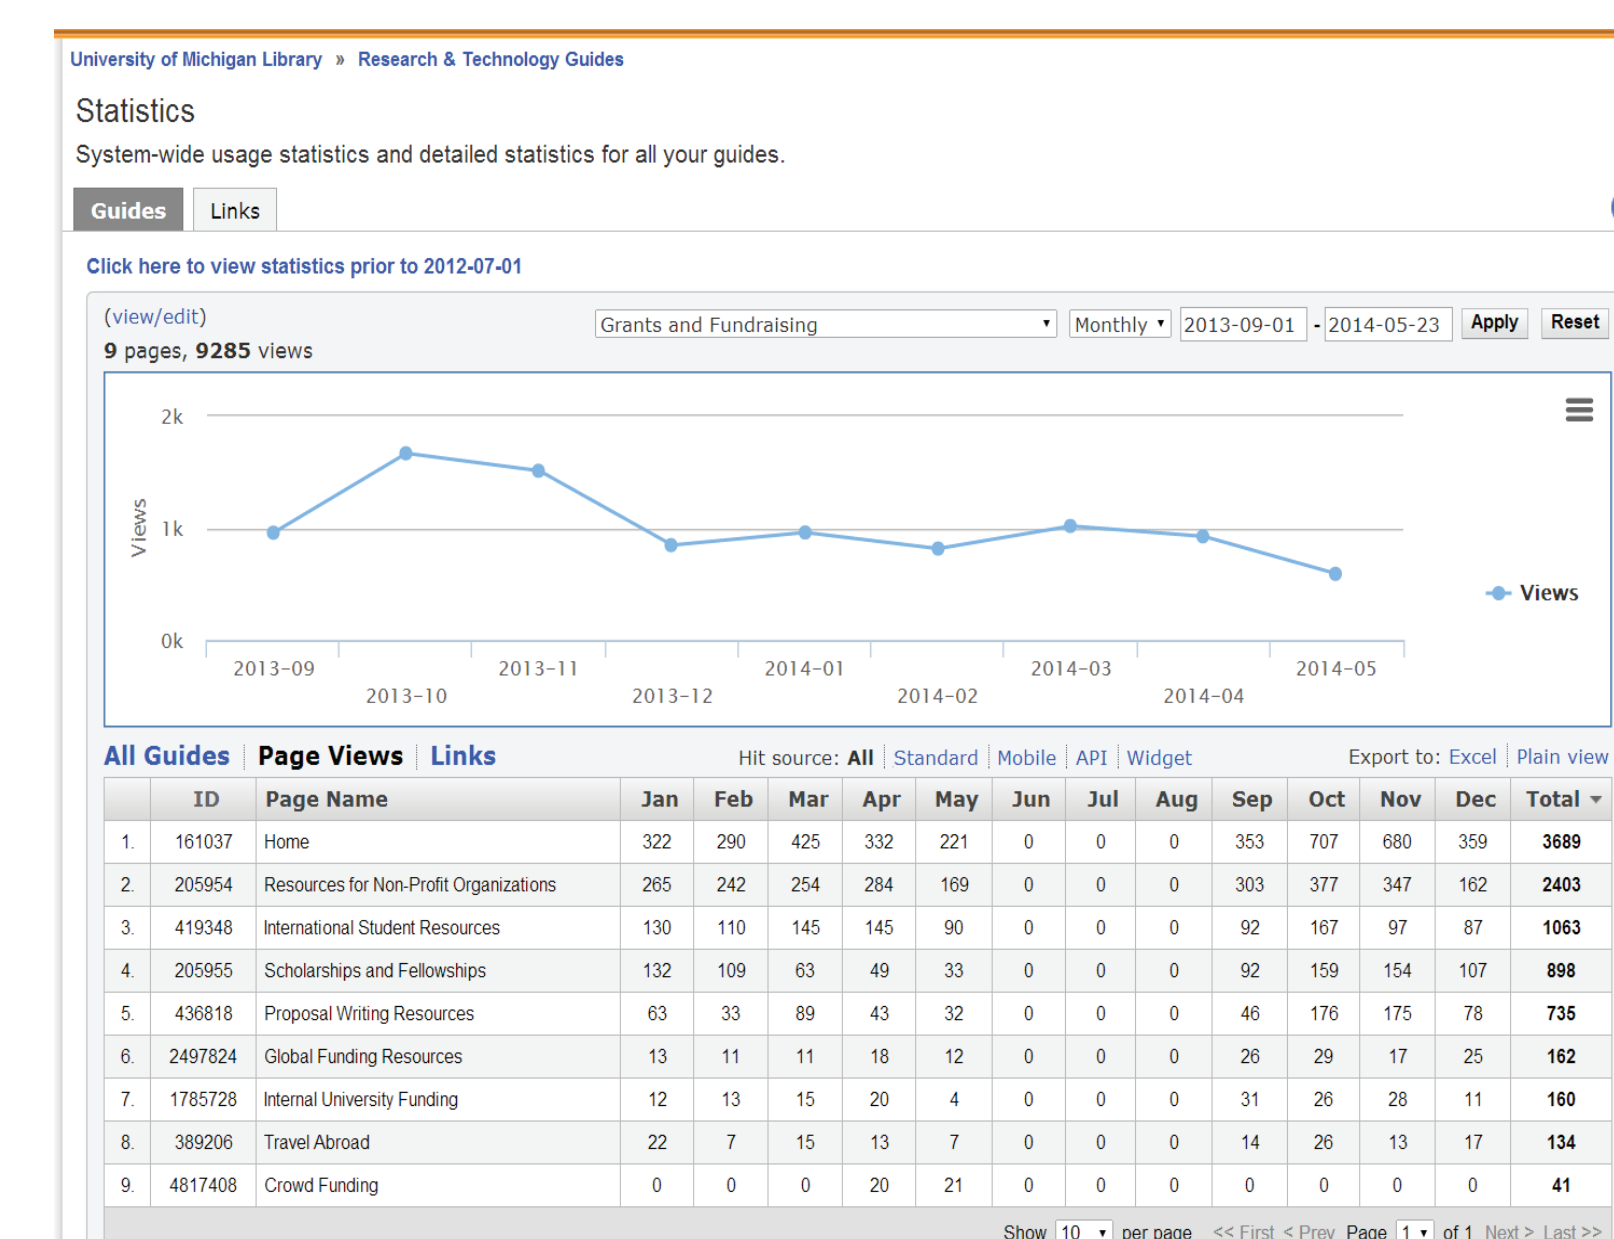 University of Michigan Library » Research & Technology Guides
Statistics
System-wide usage statistics and detailed statistics for all your guides.
Guides Links
Click here to view statistics prior to 2012-07-01
(view/edit) Grants and Fundraising Monthly 2013-09-01 - 2014-05-23 Apply Reset
9 pages, 9285 views
2k
Views
1k
Views
0k
2013-09 2013-11 2014-01 2014-03 2014-05
2013-10 2013-12 2014-02 2014-04
All Guides Page Views Links Hit source: All Standard Mobile API Widget Export to: Excel Plain view
ID Page Name Jan Feb Mar Apr May Jun Jul Aug Sep Oct Nov Dec Total
1. 161037 Home 322 290 425 332 221 0 0 0 353 707 680 359 3689
2. 205954 Resources for Non-Profit Organizations 265 242 254 284 169 0 0 0 303 377 347 162 2403
3. 419348 International Student Resources 130 110 145 145 90 0 0 0 92 167 97 87 1063
4. 205955 Scholarships and Fellowships 132 109 63 49 33 0 0 0 92 159 154 107 898
5. 436818 Proposal Writing Resources 63 33 89 43 32 0 0 0 46 176 175 78 735
6. 2497824 Global Funding Resources 13 11 11 18 12 0 0 0 26 29 17 25 162
7. 1785728 Internal University Funding 12 13 15 20 4 0 0 0 31 26 28 11 160
8. 389206 Travel Abroad 22 7 15 13 7 0 0 0 14 26 13 17 134
9. 4817408 Crowd Funding 0 0 0 20 21 0 0 0 0 0 0 0 41
Show 10 per page << First < Prev Page 1 of 1 Next > Last >>